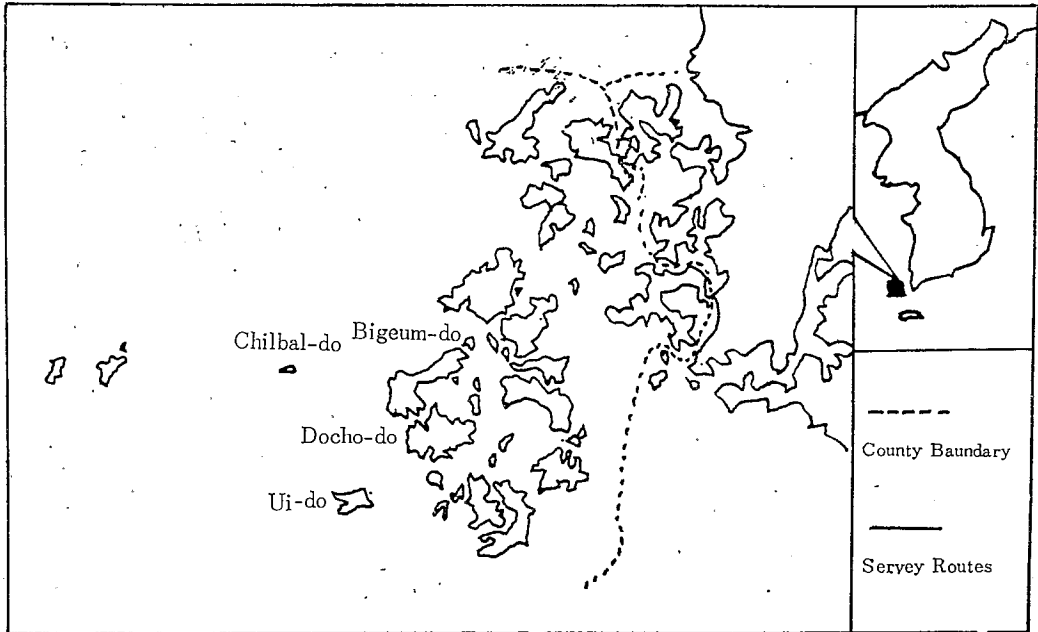 Chilbal-do
Bigeum-do
Docho-do
Ui-do
County Baundary
Servey Routes